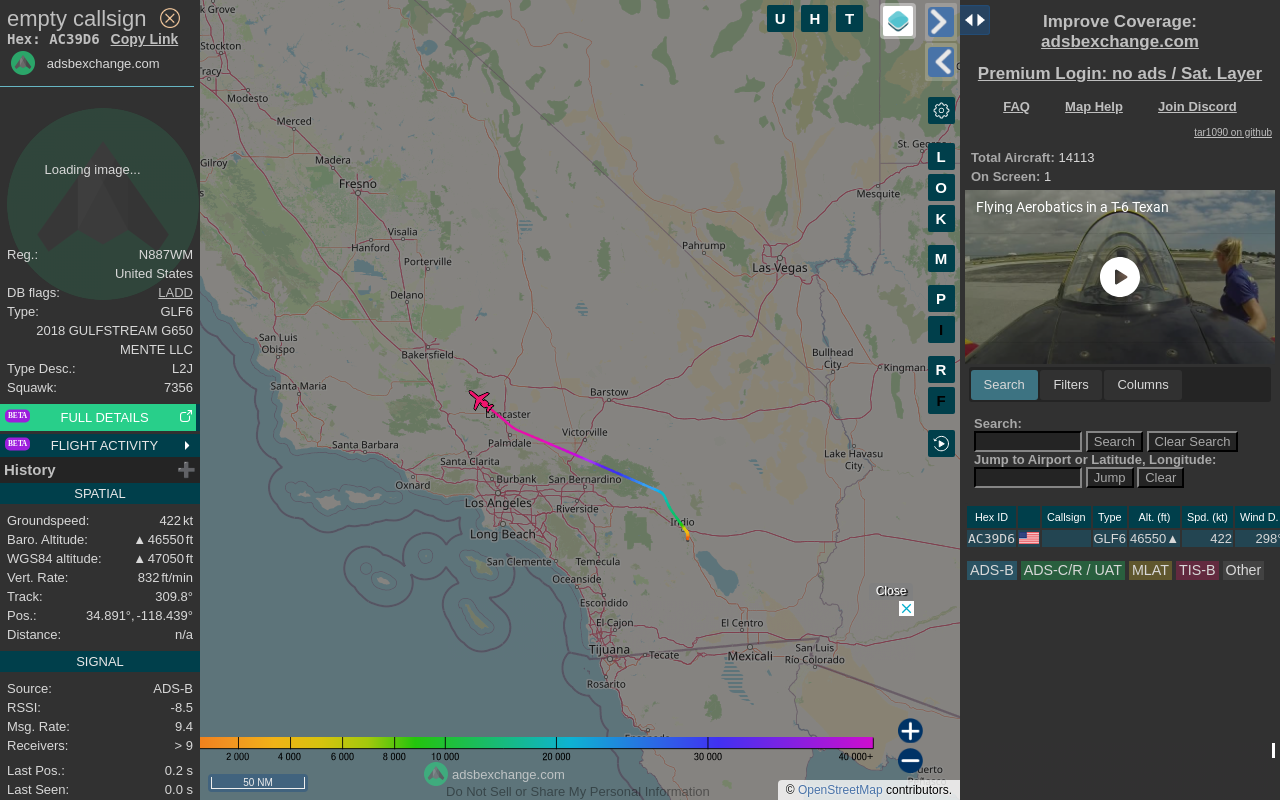 empty callsign
Hex: AC39D6 Copy Link
adsbexchange.com
Loading image...
Reg.: N887WM
United States
DB flags: LADD
Type: GLF6
2018 GULFSTREAM G650
MENTE LLC
Type Desc.: L2J
Squawk: 7356
BETA FULL DETAILS
BETA FLIGHT ACTIVITY
History
SPATIAL
Groundspeed: 422 kt
Baro. Altitude: ▲ 46550 ft
WGS84 altitude: ▲ 47050 ft
Vert. Rate: 832 ft/min
Track: 309.8°
Pos.: 34.891°, -118.439°
Distance: n/a
SIGNAL
Source: ADS-B
RSSI: -8.5
Msg. Rate: 9.4
Receivers: > 9
Last Pos.: 0.2 s
Last Seen: 0.0 s
k Grove
Stockton
Tracy
Modesto
Merced
Gilroy
Madera
Fresno
Visalia
Hanford
Porterville
Delano
San Luis
Obispo
Bakersfield
Santa Maria
Lancaster
Palmdale
Santa Barbara
Santa Clarita
Oxnard
Burbank
San Bernardino
Los Angeles
Riverside
Long Beach
San Clemente
Temecula
Oceanside
Escondido
El Cajon
Tijuana
Tecate
Rosarito
Barstow
Victorville
Indio
El Centro
Mexicali
San Luis
Río Colorado
Pahrump
Las Vegas
Mesquite
St. George
Bullhead
City
Kingman
Lake Havasu
City
U H T
L
O
K
M
P
I
R
F
Close
2 000 4 000 6 000 8 000 10 000 20 000 30 000 40 000+
50 NM
adsbexchange.com
Do Not Sell or Share My Personal Information
© OpenStreetMap contributors.
Improve Coverage:
adsbexchange.com
Premium Login: no ads / Sat. Layer
FAQ Map Help Join Discord
tar1090 on github
Total Aircraft: 14113
On Screen: 1
Flying Aerobatics in a T-6 Texan
Search Filters Columns
Search:
Search Clear Search
Jump to Airport or Latitude, Longitude:
Jump Clear
Hex ID Callsign Type Alt. (ft) Spd. (kt) Wind D.
AC39D6 GLF6 46550▲ 422 298°
ADS-B ADS-C/R / UAT MLAT TIS-B Other